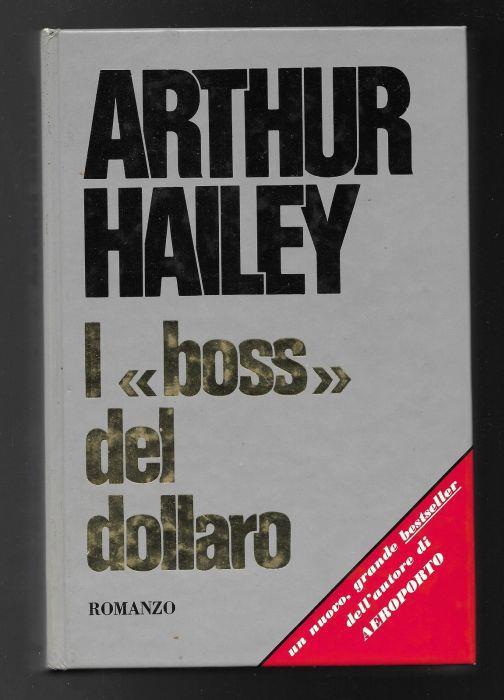 ARTHUR
HAILEY
I «boss»
del
dollaro
ROMANZO
un nuovo, grande bestseller
dell'autore di
AEROPORTO